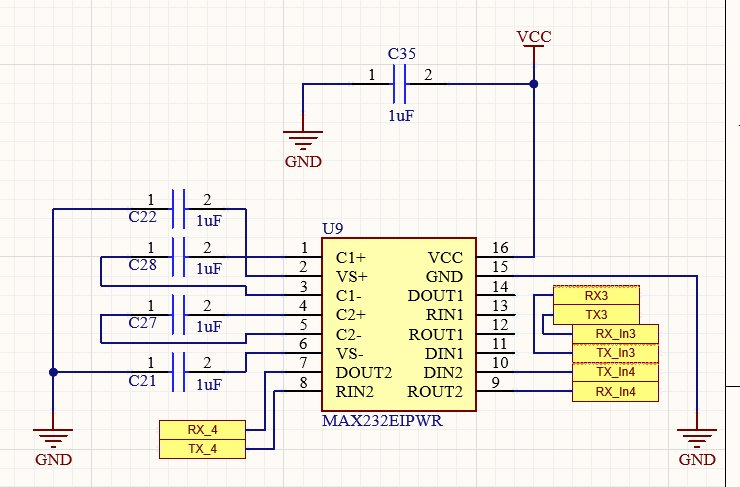 VCC
C35
1 2
1uF
GND
1 2
C22 1uF
1 2
C28 1uF
1 2
C27 1uF
1 2
C21 1uF
GND
U9
1 C1+ VCC 16
2 VS+ GND 15
3 C1- DOUT1 14
4 C2+ RIN1 13
5 C2- ROUT1 12
6 VS- DIN1 11
7 DOUT2 DIN2 10
8 RIN2 ROUT2 9
MAX232EIPWR
RX3
TX3
RX_In3
TX_In3
TX_In4
RX_In4
RX_4
TX_4
GND